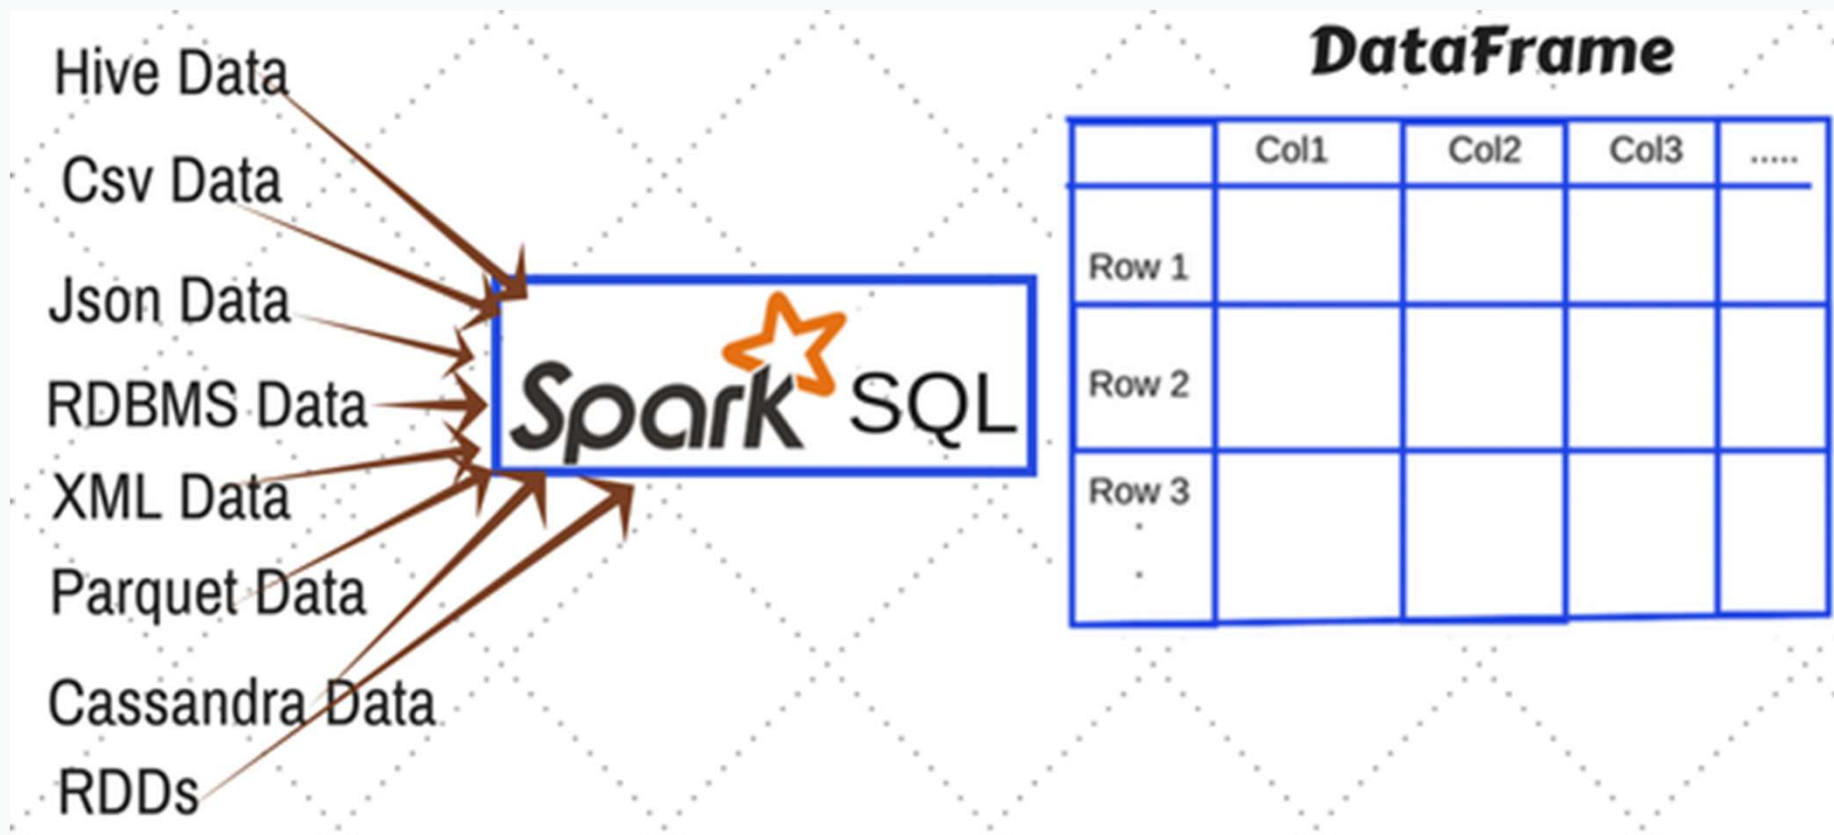 Hive Data
Csv Data
Json Data
RDBMS Data
XML Data
Parquet Data
Cassandra Data
RDDs
Spark SQL
DataFrame
Col1 Col2 Col3 .....
Row 1
Row 2
Row 3
.
.